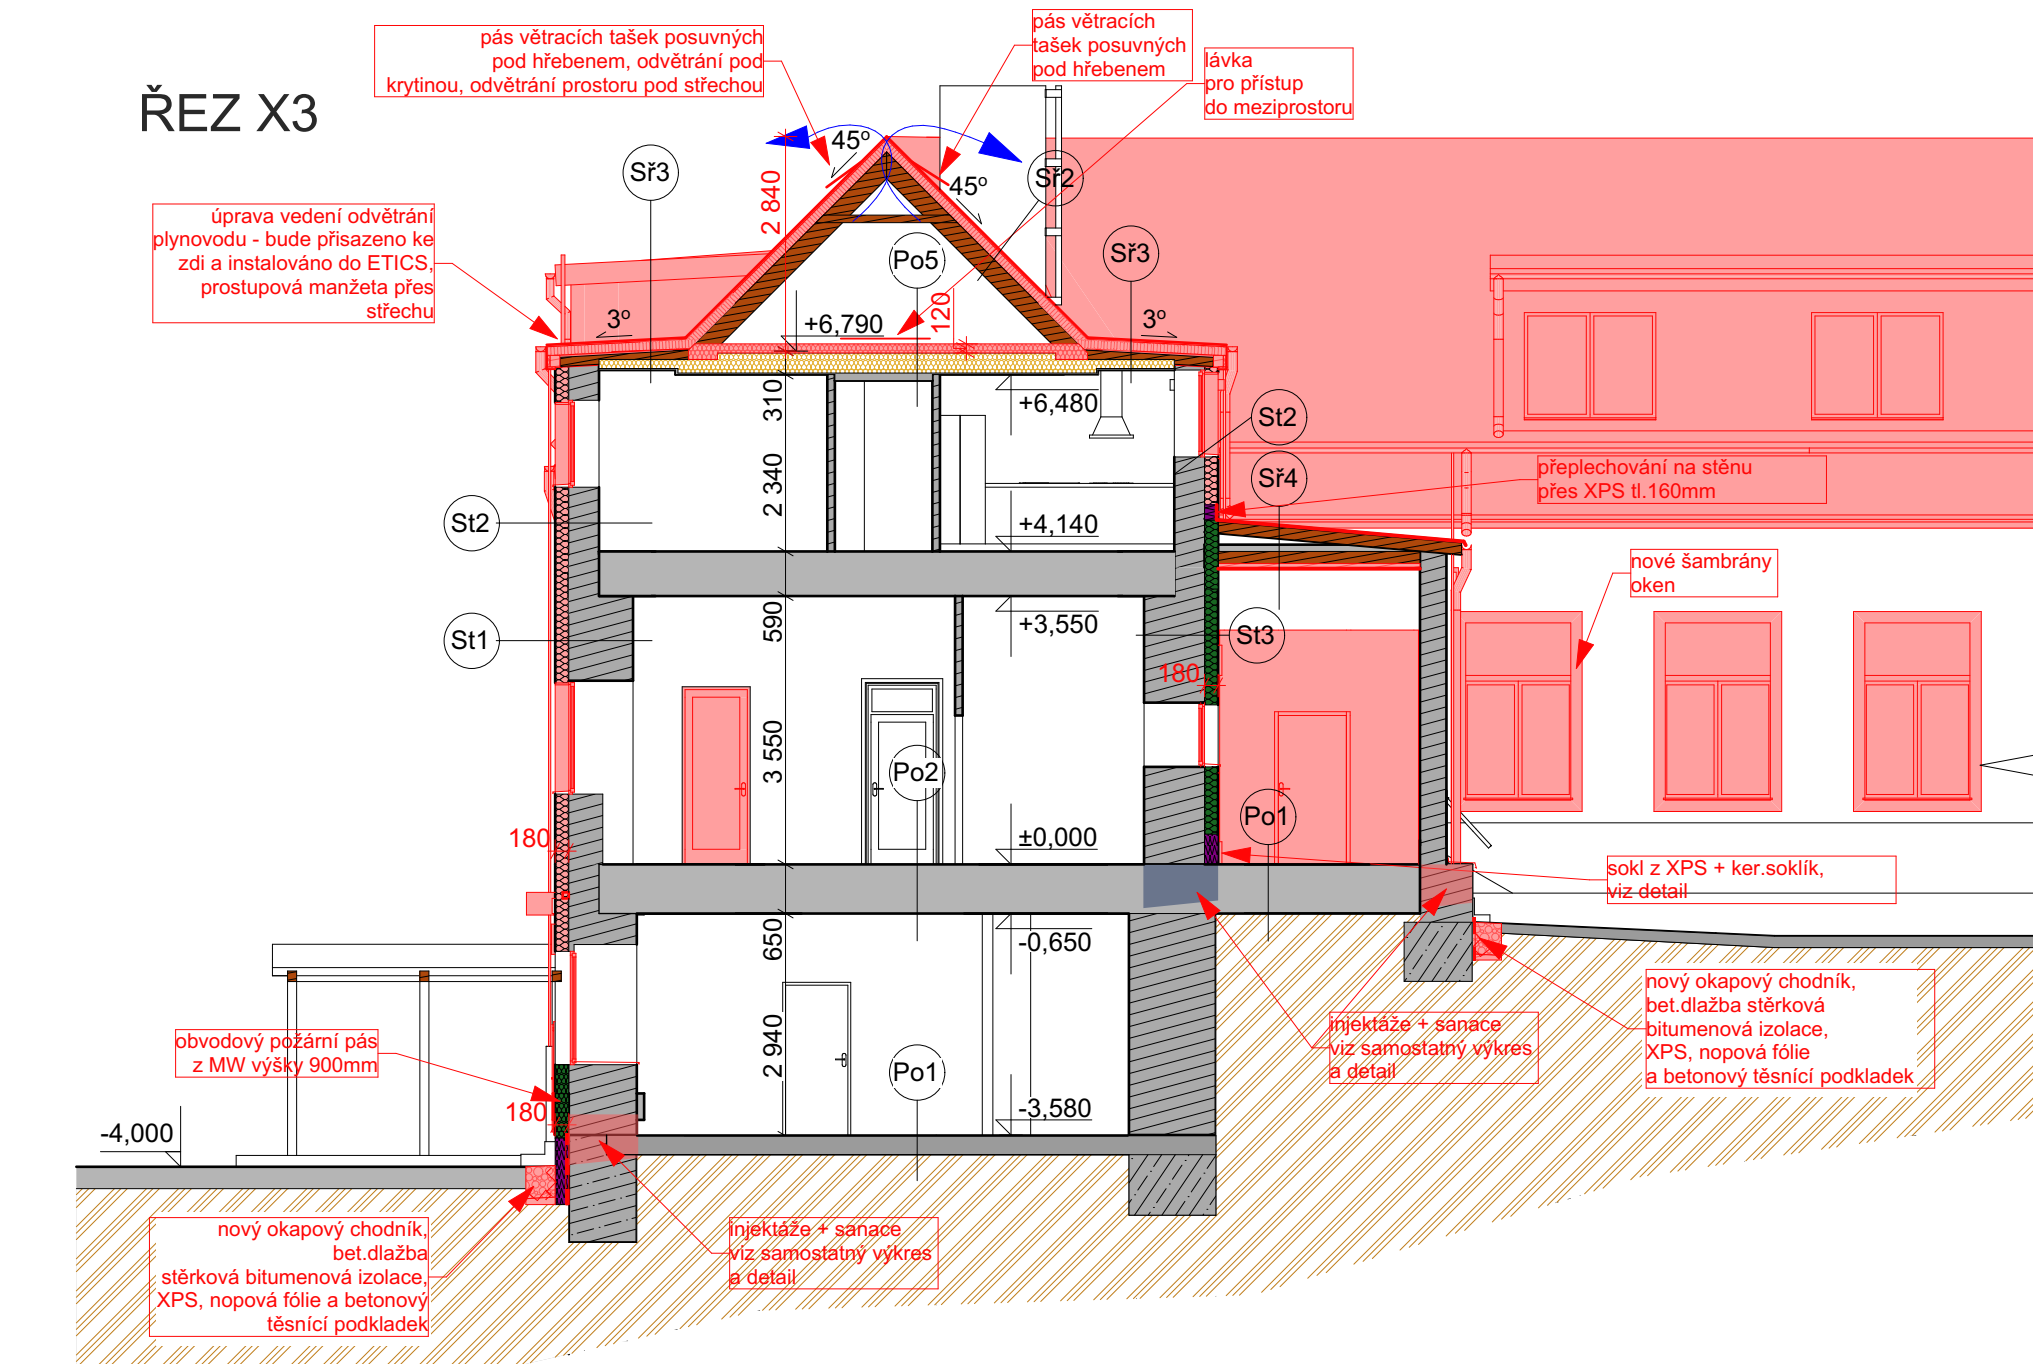 ŘEZ X3
pás větracích tašek posuvných
pod hřebenem, odvětrání pod
krytinou, odvětrání prostoru pod střechou
pás větracích
tašek posuvných
pod hřebenem
lávka
pro přístup
do meziprostoru
45º
45º
Sř3
Sř2
2 840
úprava vedení odvětrání
plynovodu - bude přisazeno ke
zdi a instalováno do ETICS,
prostupová manžeta přes
střechu
Po5
Sř3
3º
+6,790
120
3º
310
+6,480
St2
Sř4
přeplechování na stěnu
přes XPS tl.160mm
2 340
St2
+4,140
nové šambrány
oken
590
+3,550
St1
St3
180
3 550
Po2
Po1
180
±0,000
sokl z XPS + ker.soklík,
viz detail
650
-0,650
nový okapový chodník,
bet.dlažba stěrková
bitumenová izolace,
XPS, nopová fólie
a betonový těsnící podkladek
injektáže + sanace
viz samostatný výkres
a detail
obvodový požární pás
z MW výšky 900mm
2 940
Po1
180
-3,580
-4,000
nový okapový chodník,
bet.dlažba
stěrková bitumenová izolace,
XPS, nopová fólie a betonový
těsnící podkladek
injektáže + sanace
viz samostatný výkres
a detail